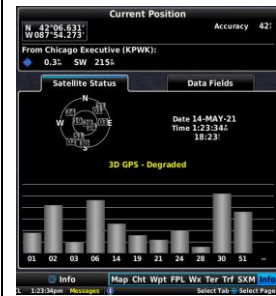 Current Position
N 42°06.631' Accuracy 42
W087°54.273'
From Chicago Executive (KPWK):
0.3 SW 215
Satellite Status Data Fields
N
W E
S
Date 14-MAY-21
Time 1:23:34
18:23
3D GPS - Degraded
01 02 03 06 14 19 21 24 28 30 51 --
Info Map Cht Wpt FPL Wx Ter Trf SXM Info
1:23:34pm Messages Select Tab Select Page